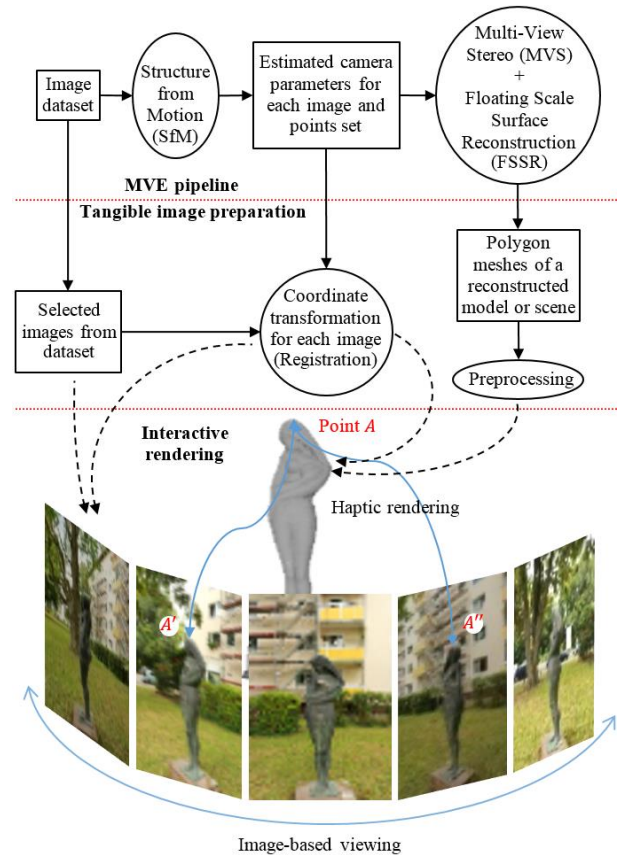 Image
dataset
Structure
from
Motion
(SfM)
Estimated camera
parameters for
each image and
points set
Multi-View
Stereo (MVS)
+
Floating Scale
Surface
Reconstruction
(FSSR)
MVE pipeline
Tangible image preparation
Selected
images from
dataset
Coordinate
transformation
for each image
(Registration)
Polygon
meshes of a
reconstructed
model or scene
Preprocessing
Interactive
rendering
Point A
Haptic rendering
A′
A″
Image-based viewing